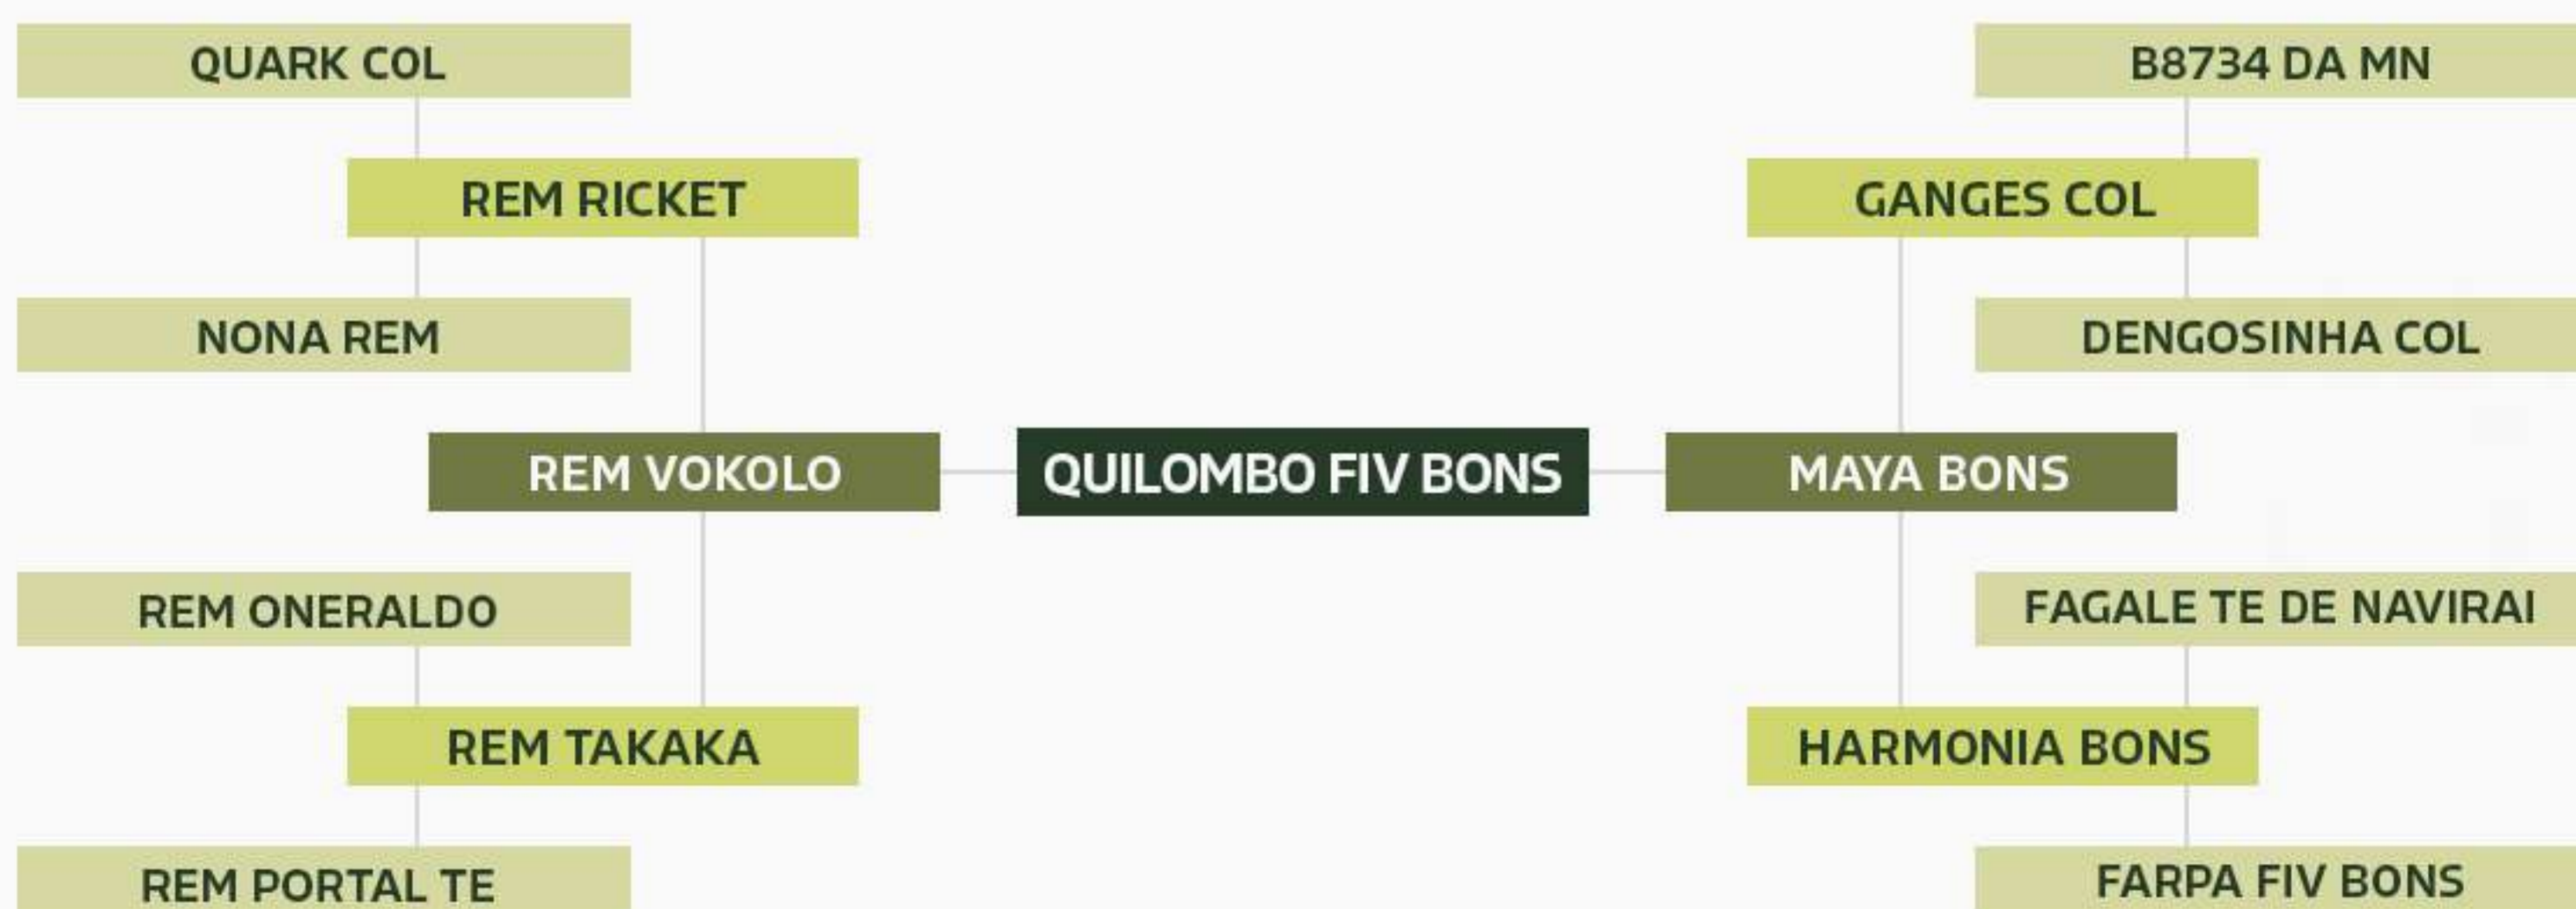 QUARK COL
B8734 DA MN
REM RICKET
GANGES COL
NONA REM
DENGOSINHA COL
REM VOKOLO
QUILOMBO FIV BONS
MAYA BONS
REM ONERALDO
FAGALE TE DE NAVIRAI
REM TAKAKA
HARMONIA BONS
REM PORTAL TE
FARPA FIV BONS